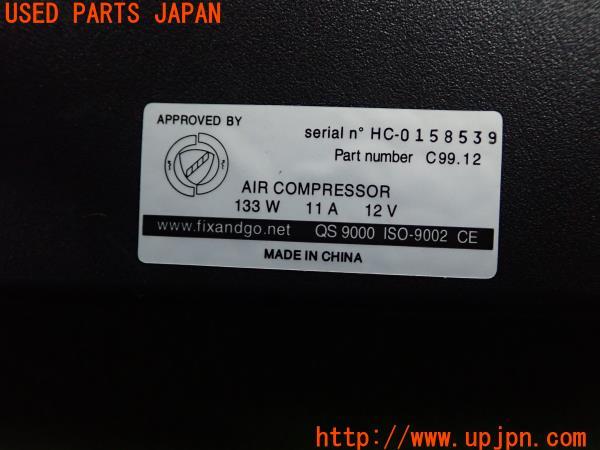 USED PARTS JAPAN
APPROVED BY
serial n° HC-0158539
Part number C99.12
AIR COMPRESSOR
133 W 11 A 12 V
www.fixandgo.net QS 9000 ISO-9002 CE
MADE IN CHINA
http://www.upjpn.com/